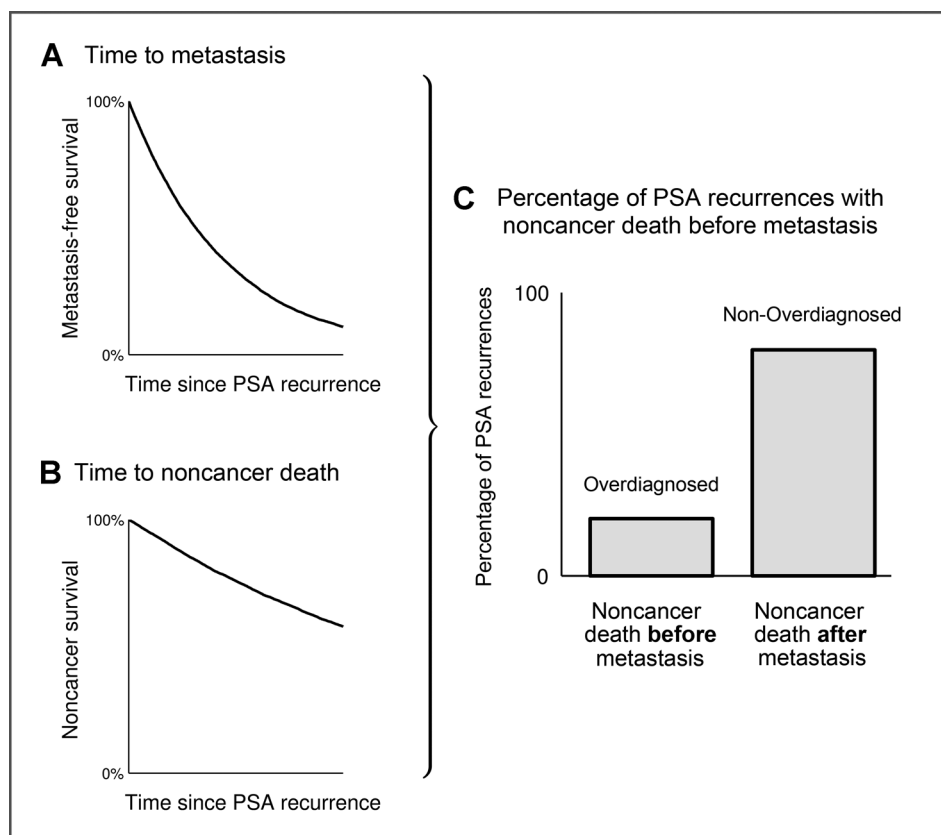 A Time to metastasis
100%
Metastasis-free survival
0%
Time since PSA recurrence
B Time to noncancer death
100%
Noncancer survival
0%
Time since PSA recurrence
C Percentage of PSA recurrences with
noncancer death before metastasis
100
Percentage of PSA recurrences
0
Non-Overdiagnosed
Overdiagnosed
Noncancer
death before
metastasis
Noncancer
death after
metastasis